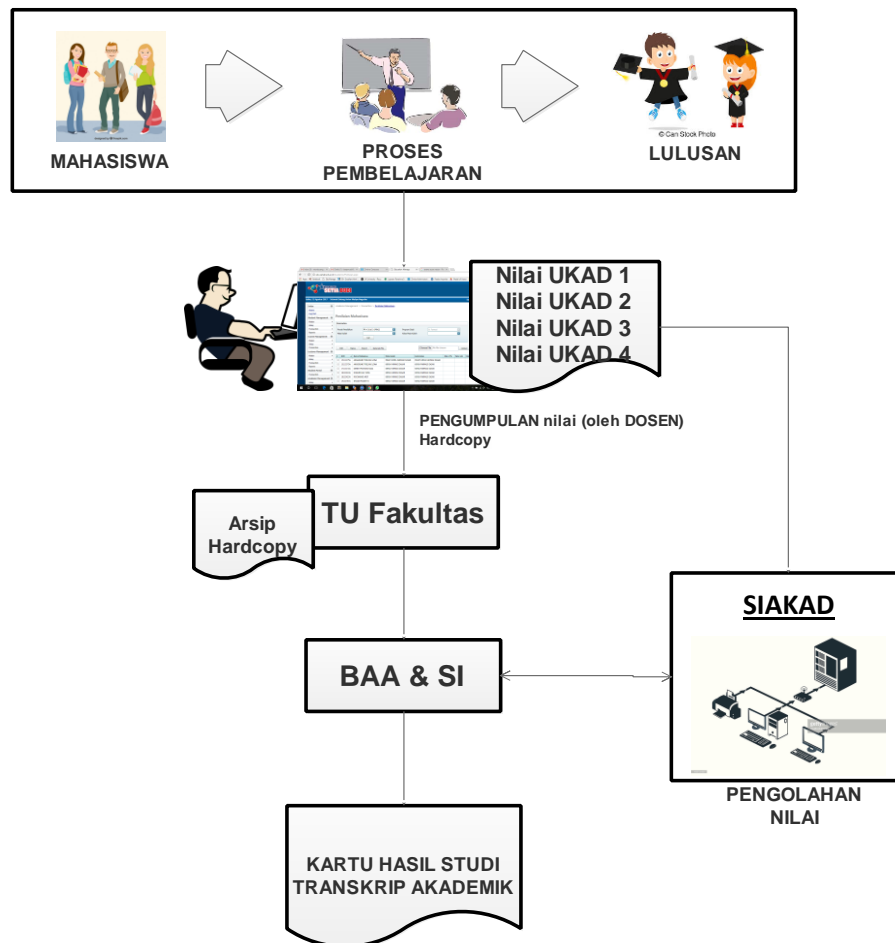 © Can Stock Photo
MAHASISWA
PROSES
PEMBELAJARAN
LULUSAN
Nilai UKAD 1
Nilai UKAD 2
Nilai UKAD 3
Nilai UKAD 4
PENGUMPULAN nilai (oleh DOSEN)
Hardcopy
Arsip
Hardcopy
TU Fakultas
SIAKAD
BAA & SI
PENGOLAHAN
NILAI
KARTU HASIL STUDI
TRANSKRIP AKADEMIK